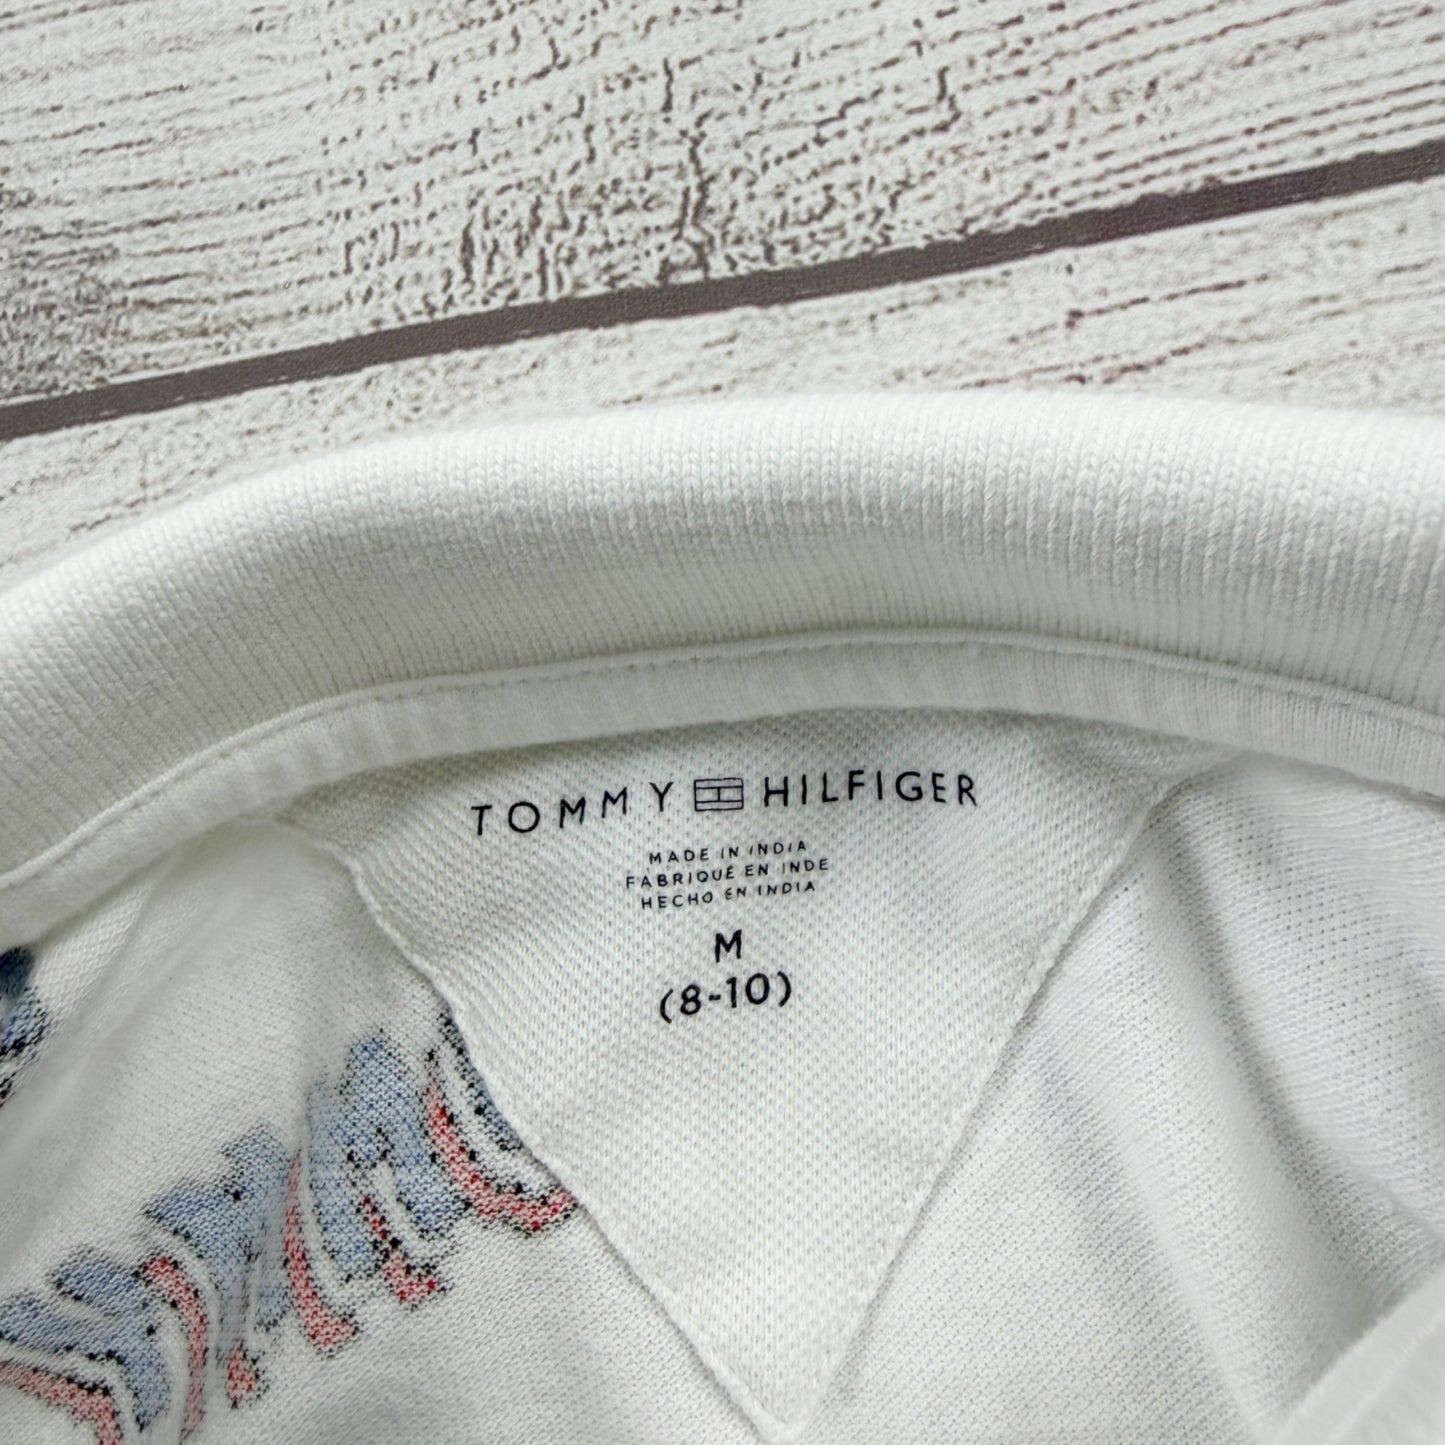 TOMMY HILFIGER
MADE IN INDIA
FABRIQUÉ EN INDE
HECHO EN INDIA
M
(8-10)